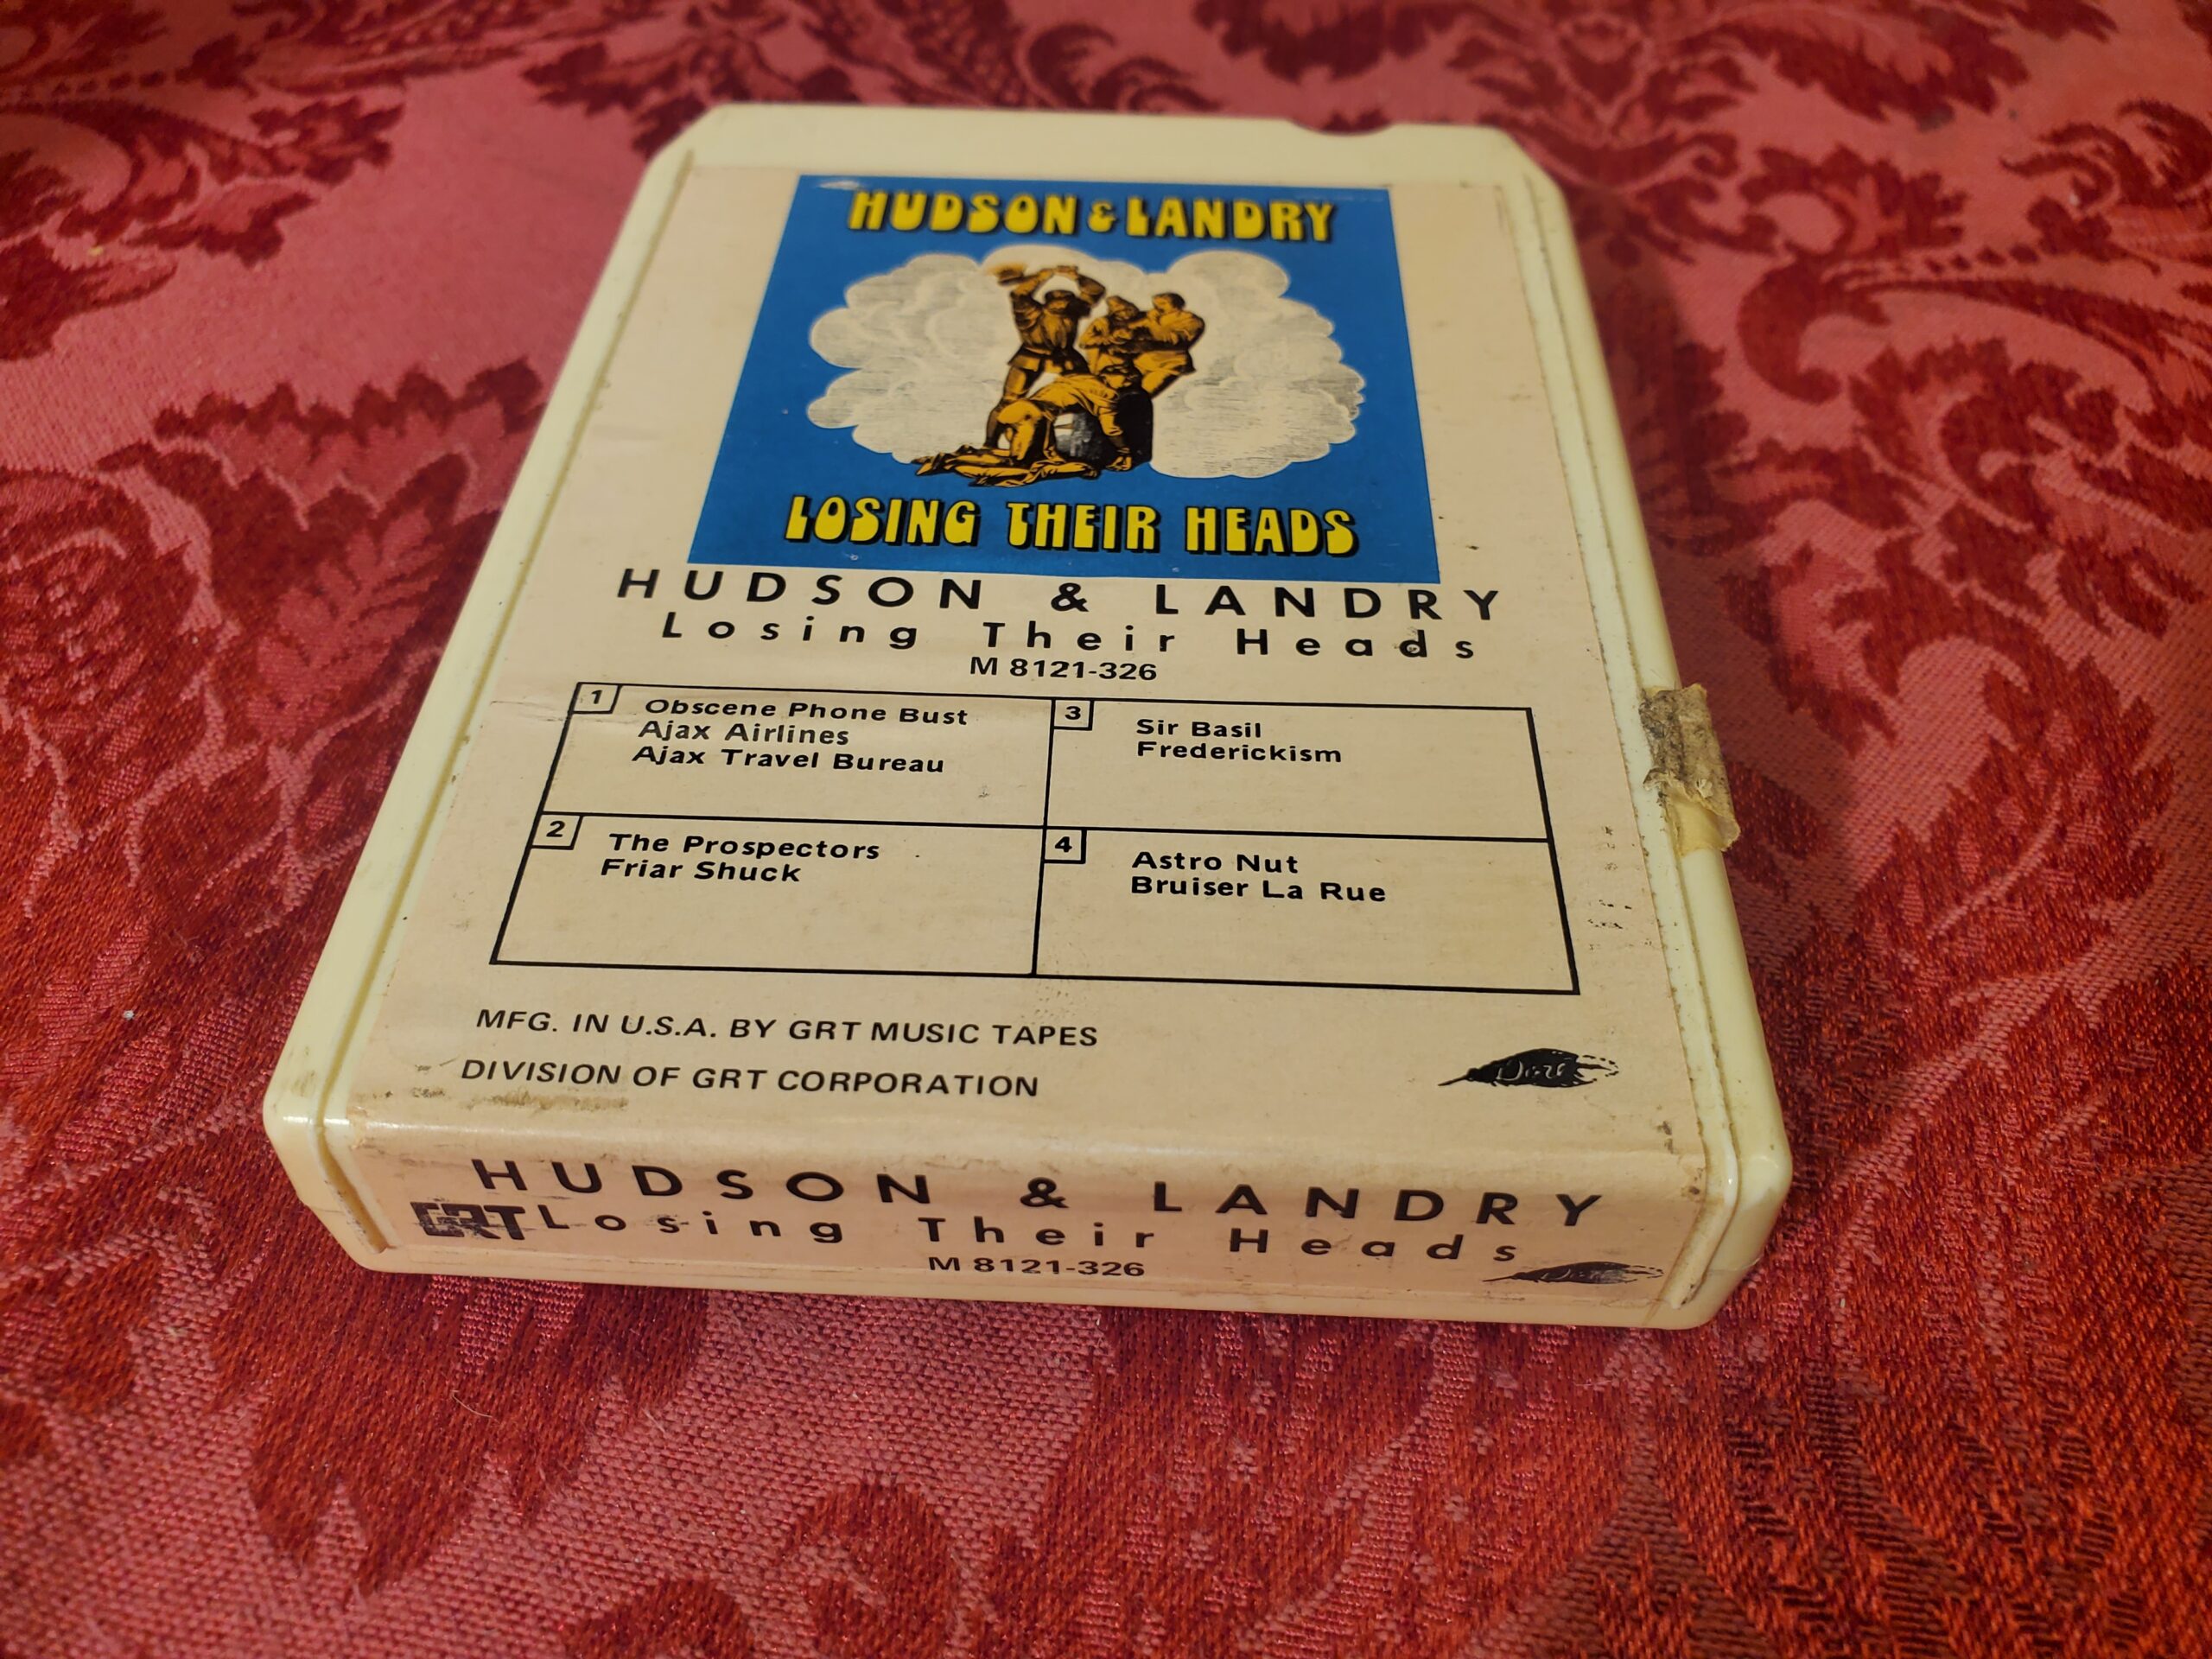 HUDSON & LANDRY
LOSING THEIR HEADS
HUDSON & LANDRY
Losing Their Heads
M 8121-326
1
Obscene Phone Bust
Ajax Airlines
Ajax Travel Bureau
2
The Prospectors
Friar Shuck
3
Sir Basil
Frederickism
4
Astro Nut
Bruiser La Rue
MFG. IN U.S.A. BY GRT MUSIC TAPES
DIVISION OF GRT CORPORATION
Dore
HUDSON & LANDRY
GRT Losing Their Heads
M 8121-326
Dore